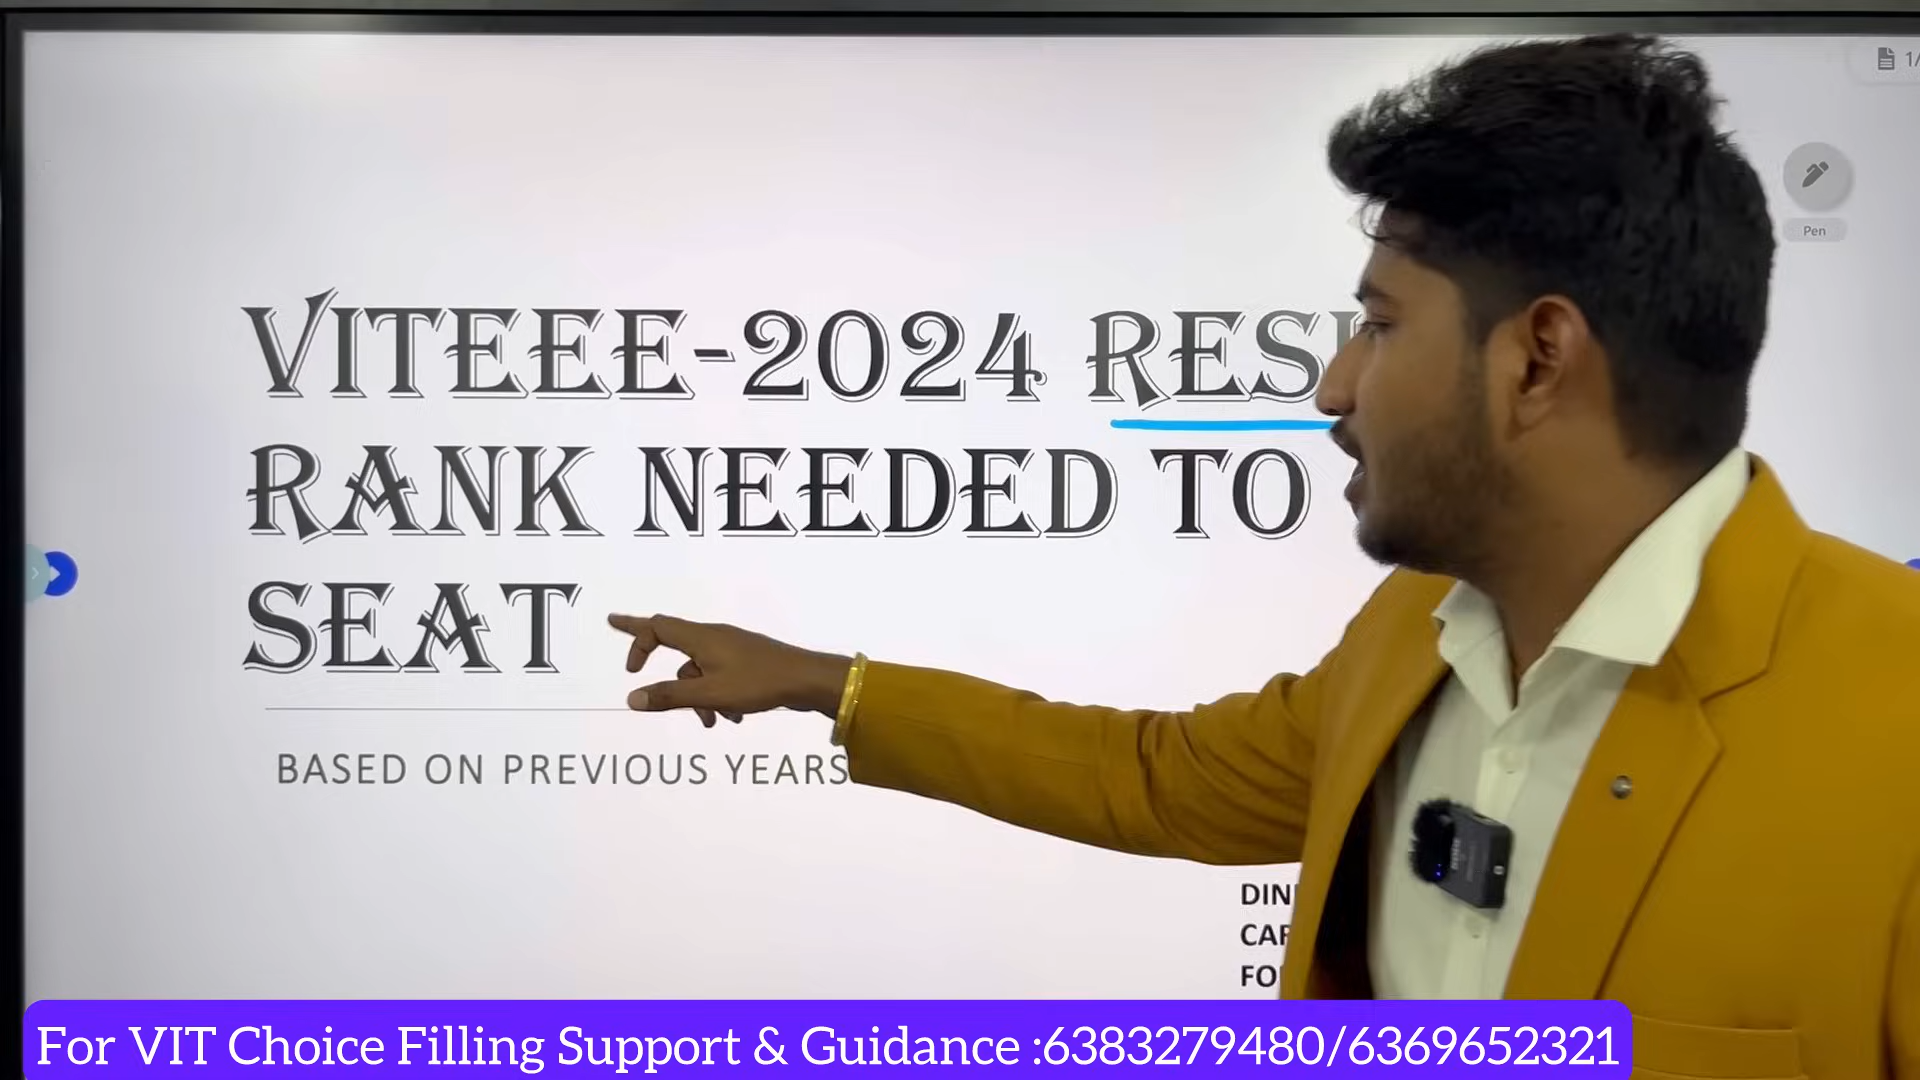 1/
Pen
VITEEE-2024
RANK NEEDED TO
SEAT
BASED ON PREVIOUS YEARS
For VIT Choice Filling Support & Guidance :6383279480/6369652321